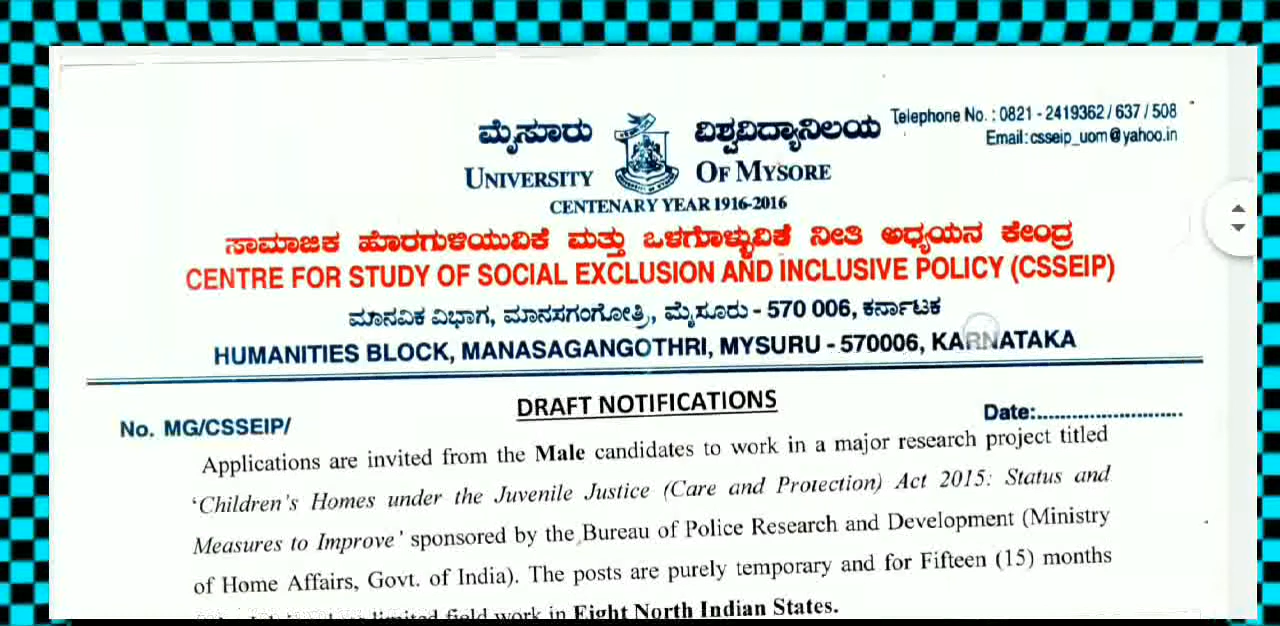 ಮೈಸೂರು ವಿಶ್ವವಿದ್ಯಾನಿಲಯ
Telephone No. : 0821 - 2419362 / 637 / 508
Email : csseip_uom@yahoo.in
UNIVERSITY OF MYSORE
CENTENARY YEAR 1916-2016
ಸಾಮಾಜಿಕ ಹೊರಗುಳಿಯುವಿಕೆ ಮತ್ತು ಒಳಗೊಳ್ಳುವಿಕೆ ನೀತಿ ಅಧ್ಯಯನ ಕೇಂದ್ರ
CENTRE FOR STUDY OF SOCIAL EXCLUSION AND INCLUSIVE POLICY (CSSEIP)
ಮಾನವಿಕ ವಿಭಾಗ, ಮಾನಸಗಂಗೋತ್ರಿ, ಮೈಸೂರು - 570 006, ಕರ್ನಾಟಕ
HUMANITIES BLOCK, MANASAGANGOTHRI, MYSURU - 570006, KARNATAKA
DRAFT NOTIFICATIONS
No. MG/CSSEIP/
Date:..........................
Applications are invited from the Male candidates to work in a major research project titled
‘Children’s Homes under the Juvenile Justice (Care and Protection) Act 2015: Status and
Measures to Improve’ sponsored by the Bureau of Police Research and Development (Ministry
of Home Affairs, Govt. of India). The posts are purely temporary and for Fifteen (15) months
limited field work in Eight North Indian States.